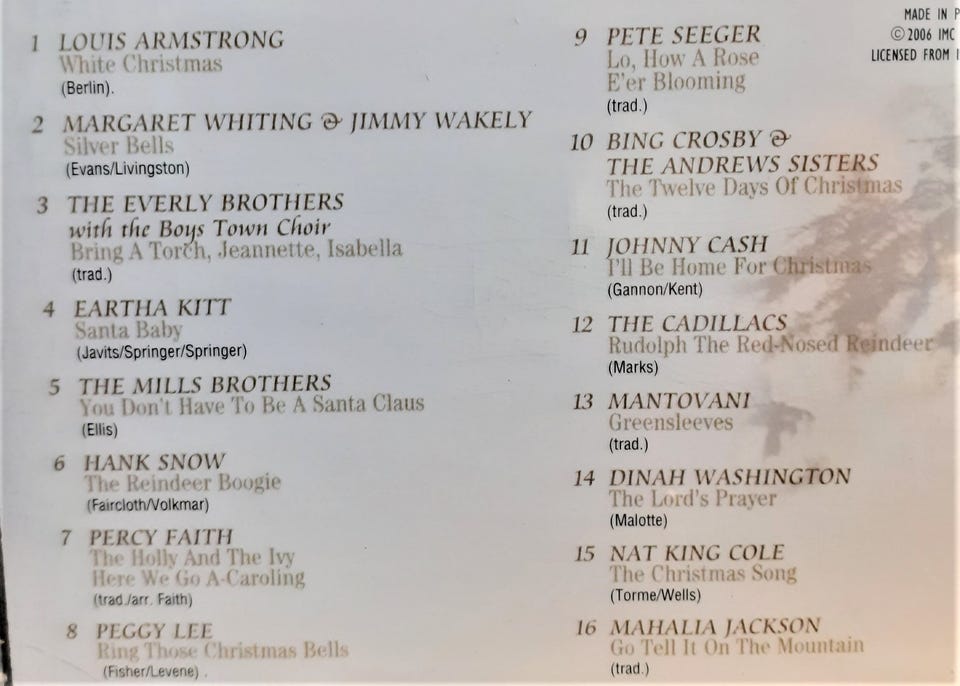 1 LOUIS ARMSTRONG
White Christmas
(Berlin).
2 MARGARET WHITING & JIMMY WAKELY
Silver Bells
(Evans/Livingston)
3 THE EVERLY BROTHERS
with the Boys Town Choir
Bring A Torch, Jeannette, Isabella
(trad.)
4 EARTHA KITT
Santa Baby
(Javits/Springer/Springer)
5 THE MILLS BROTHERS
You Don't Have To Be A Santa Claus
(Ellis)
6 HANK SNOW
The Reindeer Boogie
(Faircloth/Volkmar)
7 PERCY FAITH
The Holly And The Ivy
Here We Go A-Caroling
(trad./arr. Faith)
8 PEGGY LEE
Ring Those Christmas Bells
(Fisher/Levene) .
9 PETE SEEGER
Lo, How A Rose
E'er Blooming
(trad.)
10 BING CROSBY &
THE ANDREWS SISTERS
The Twelve Days Of Christmas
(trad.)
11 JOHNNY CASH
I'll Be Home For Christmas
(Gannon/Kent)
12 THE CADILLACS
Rudolph The Red-Nosed Reindeer
(Marks)
13 MANTOVANI
Greensleeves
(trad.)
14 DINAH WASHINGTON
The Lord's Prayer
(Malotte)
15 NAT KING COLE
The Christmas Song
(Torme/Wells)
16 MAHALIA JACKSON
Go Tell It On The Mountain
(trad.)
MADE IN
©2006 IMC
LICENSED FROM